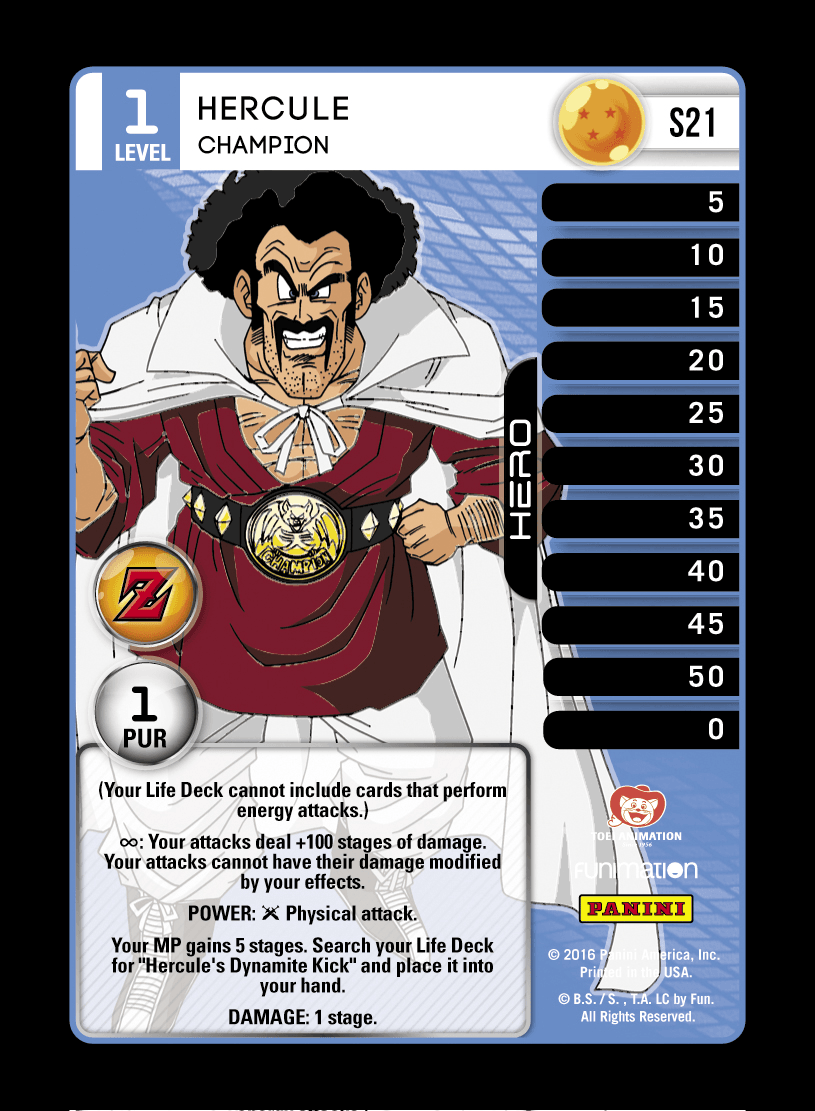 1
LEVEL
HERCULE
CHAMPION
S21
5
10
15
20
25
30
35
40
45
50
0
HERO
CHAMPION
Z
1
PUR
(Your Life Deck cannot include cards that perform
energy attacks.)
∞: Your attacks deal +100 stages of damage.
Your attacks cannot have their damage modified
by your effects.
POWER: Physical attack.
Your MP gains 5 stages. Search your Life Deck
for "Hercule's Dynamite Kick" and place it into
your hand.
DAMAGE: 1 stage.
TOEI ANIMATION
SINCE 1956
FUNIMATION
PANINI
© 2016 Panini America, Inc.
Printed in the USA.
© B.S. / S. , T.A. LC by Fun.
All Rights Reserved.